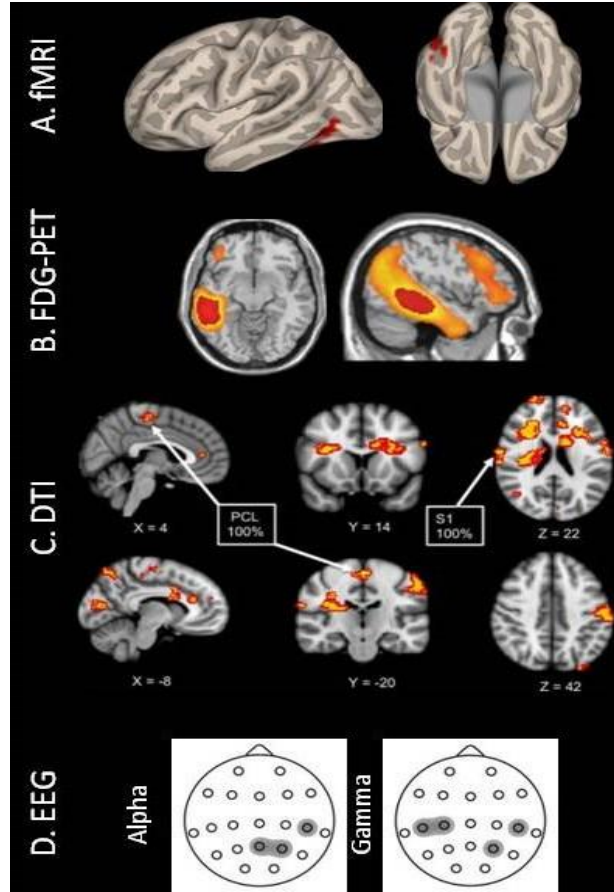 A. fMRI
B. FDG-PET
C. DTI
X = 4
Y = 14
Z = 22
PCL
100%
S1
100%
X = -8
Y = -20
Z = 42
D. EEG
Alpha
Gamma